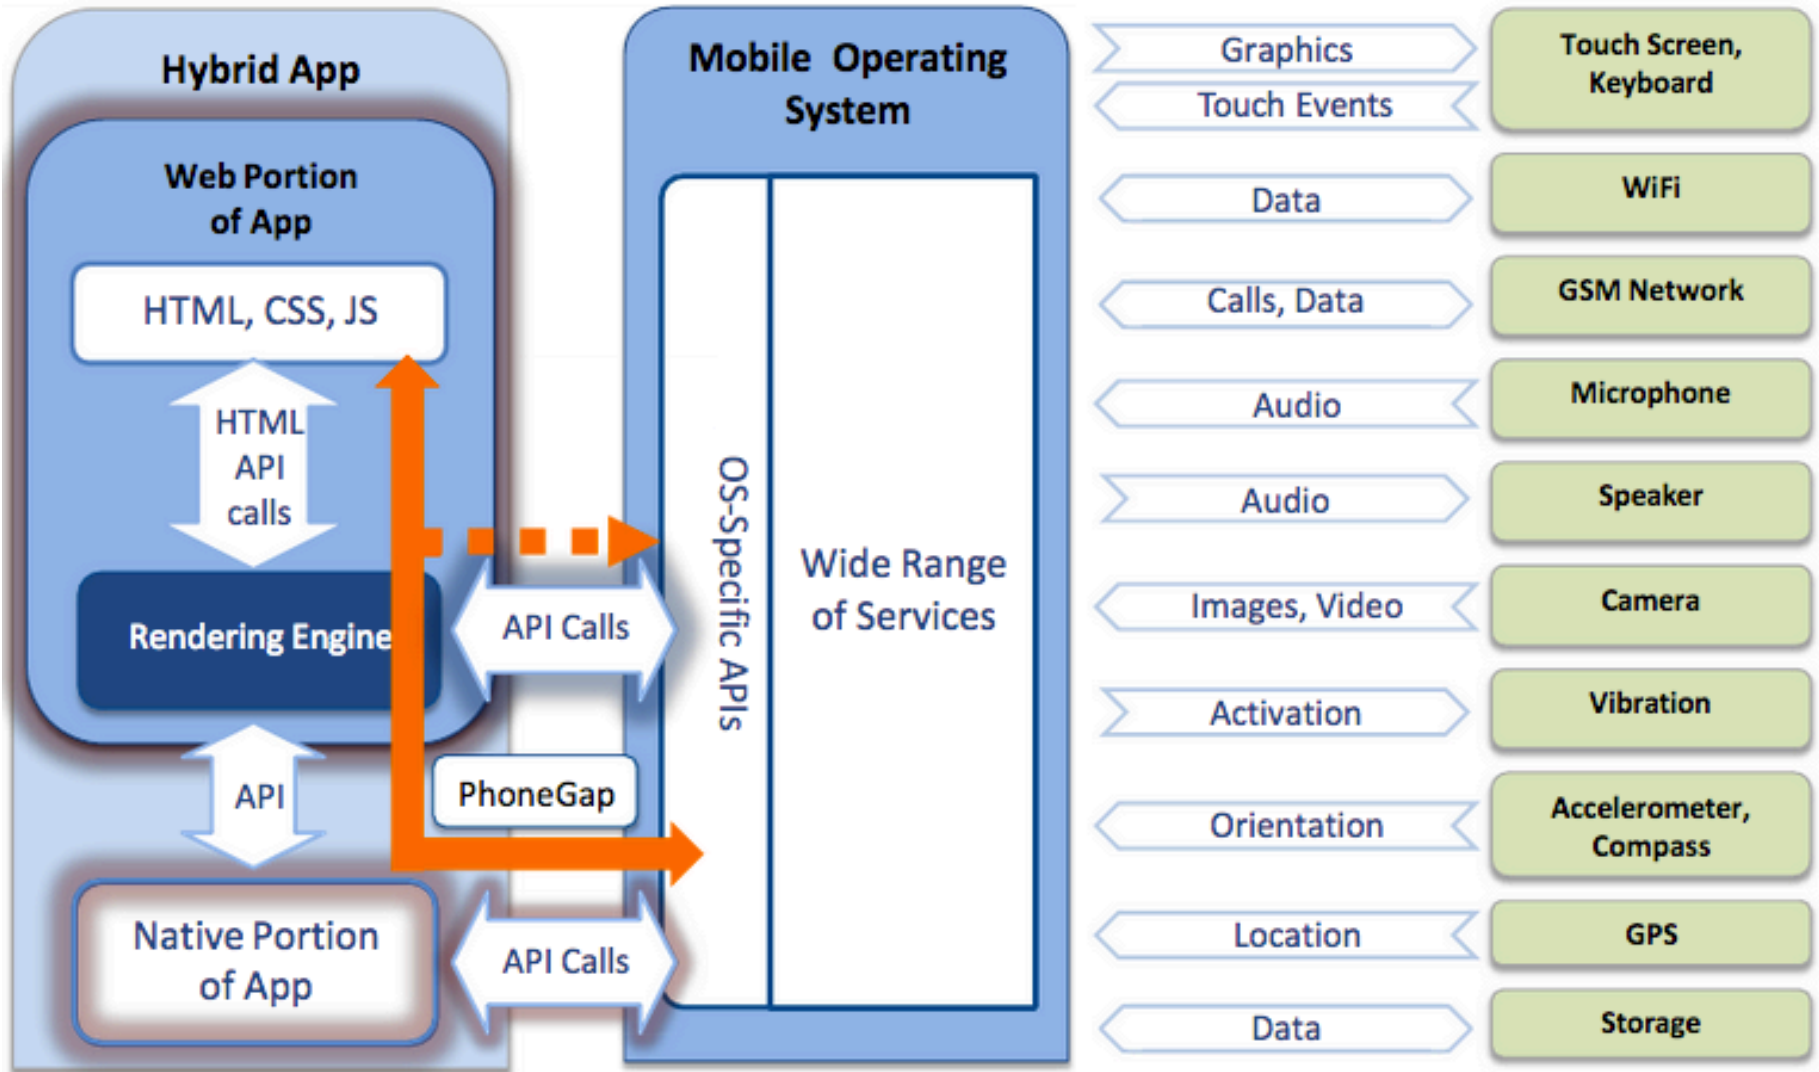 Hybrid App
Web Portion
of App
HTML, CSS, JS
HTML
API
calls
Rendering Engine
API
Native Portion
of App
PhoneGap
API Calls
API Calls
Mobile Operating
System
OS-Specific APIs
Wide Range
of Services
Graphics
Touch Events
Touch Screen,
Keyboard
Data
WiFi
Calls, Data
GSM Network
Audio
Microphone
Audio
Speaker
Images, Video
Camera
Activation
Vibration
Orientation
Accelerometer,
Compass
Location
GPS
Data
Storage